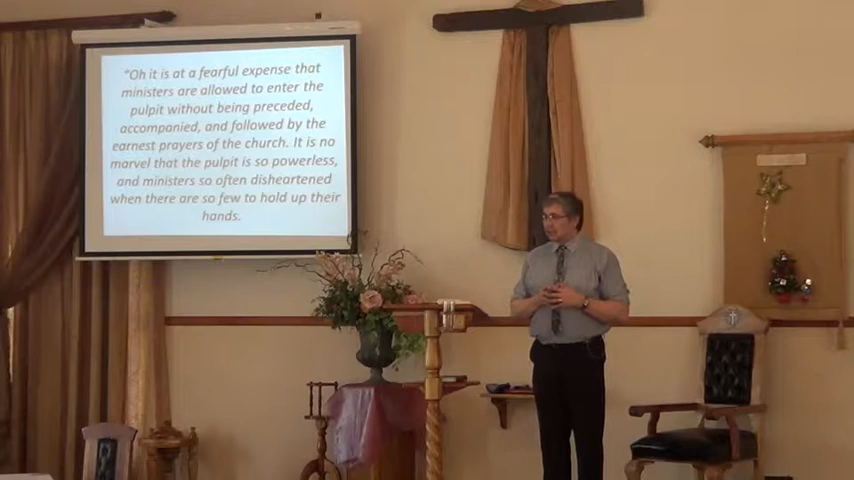 "Oh it is at a fearful expense that
ministers are allowed to enter the
pulpit without being preceded,
accompanied, and followed by the
earnest prayers of the church. It is no
marvel that the pulpit is so powerless,
and ministers so often disheartened
when there are so few to hold up their
hands.